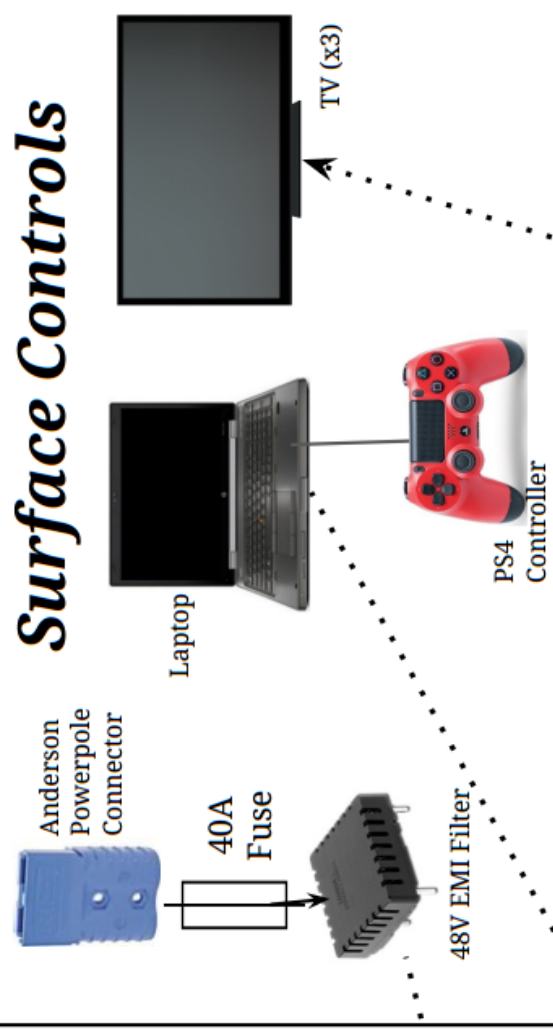 Surface Controls
Anderson
Powerpole
Connector
40A
Fuse
48V EMI Filter
Laptop
PS4
Controller
TV (x3)